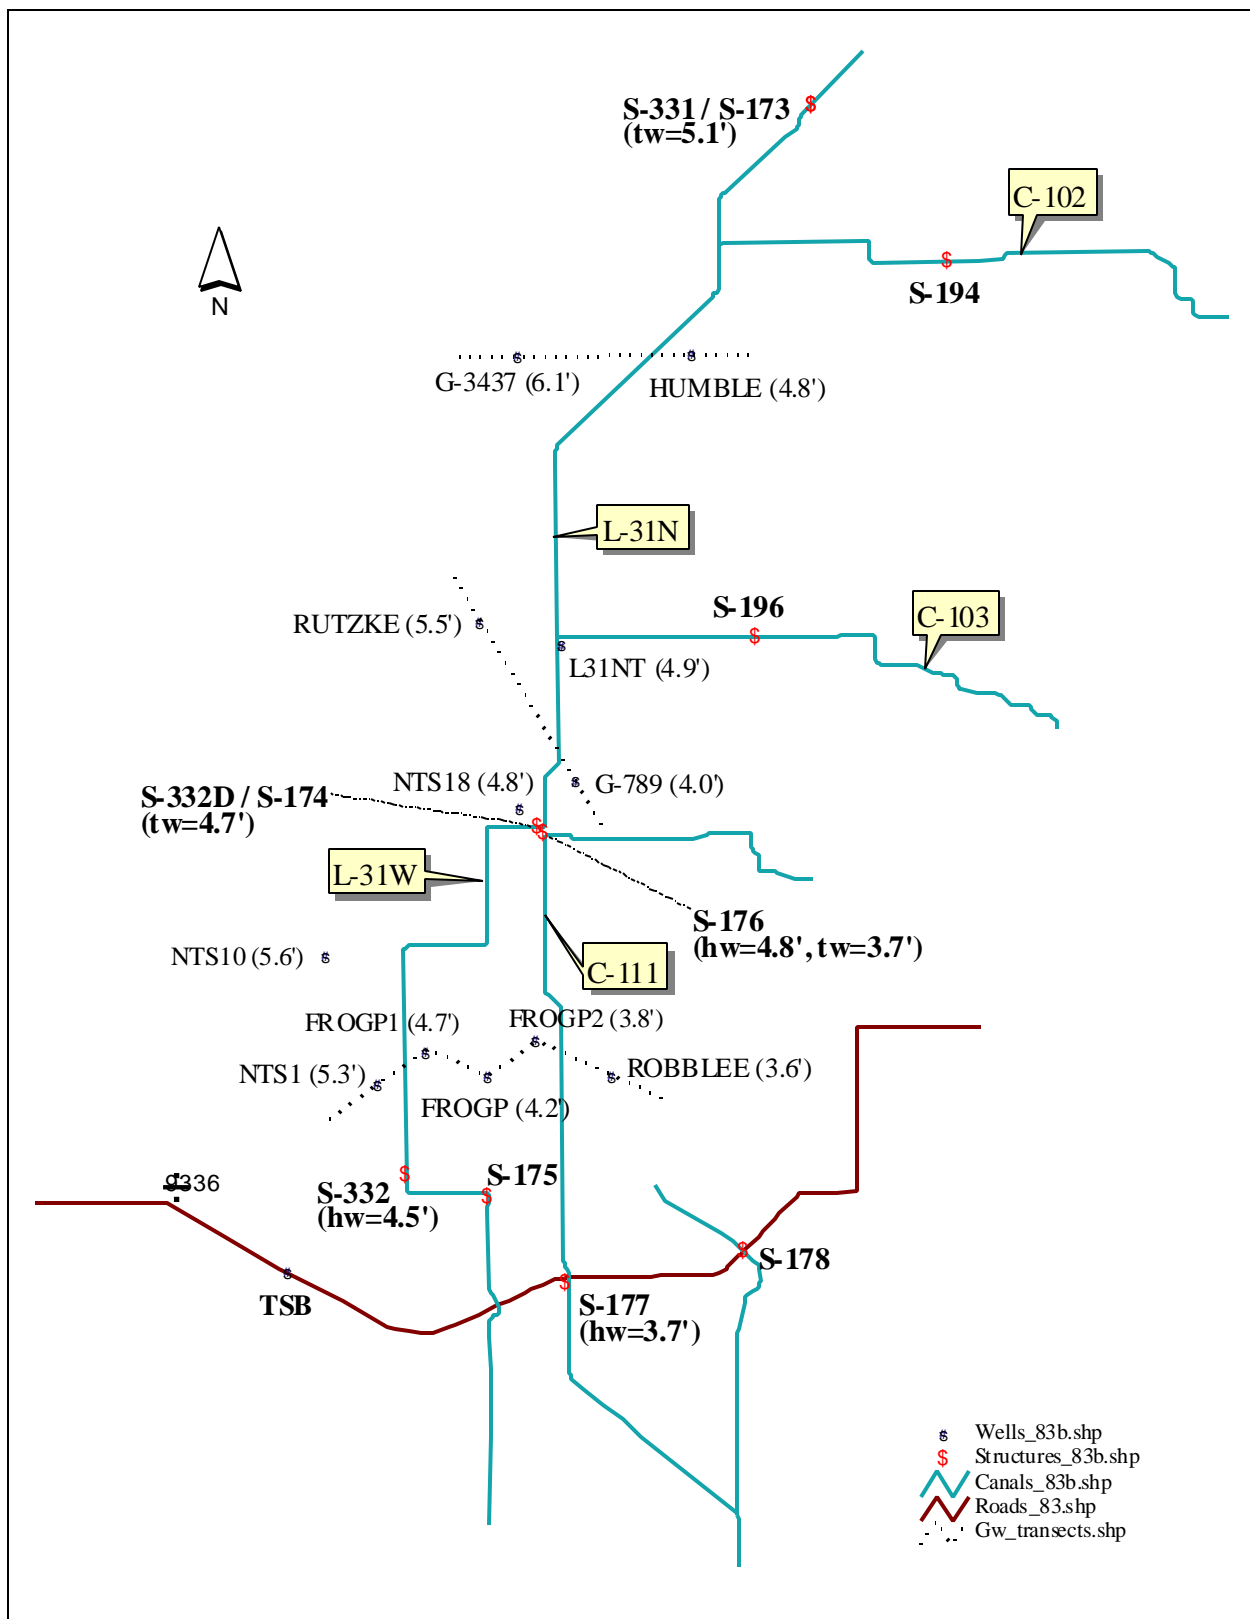 S-331 / S-173
(tw=5.1')
C-102
S-194
N
G-3437 (6.1')
HUMBLE (4.8')
L-31N
RUTZKE (5.5')
S-196
C-103
L31NT (4.9')
NTS18 (4.8')
G-789 (4.0')
S-332D / S-174
(tw=4.7')
L-31W
S-176
(hw=4.8', tw=3.7')
NTS10 (5.6')
C-111
FROGP1 (4.7')
FROGP2 (3.8')
NTS1 (5.3')
ROBBLEE (3.6')
FROGP (4.2')
9336
S-332
(hw=4.5')
S-175
S-178
TSB
S-177
(hw=3.7')
Wells_83b.shp
Structures_83b.shp
Canals_83b.shp
Roads_83.shp
Gw_transects.shp